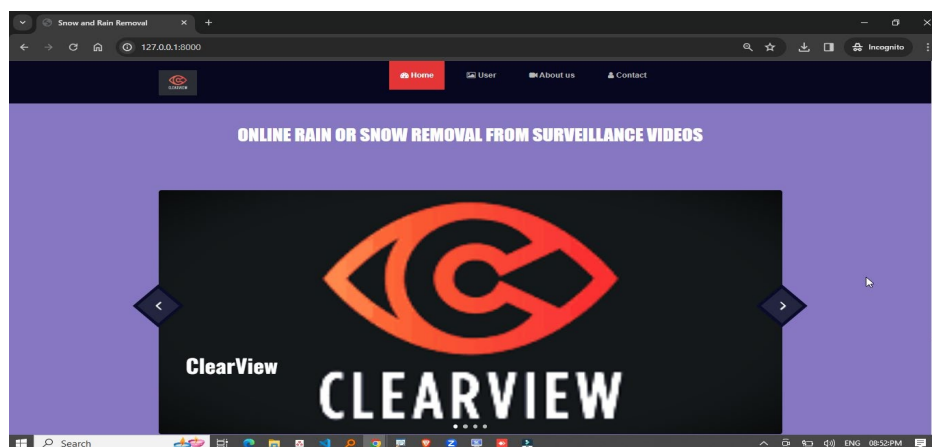 Snow and Rain Removal
127.0.0.1:8000
Incognito
CLEARVIEW
Home
User
About us
Contact
ONLINE RAIN OR SNOW REMOVAL FROM SURVEILLANCE VIDEOS
ClearView
CLEARVIEW
Search
ENG
08:52:PM